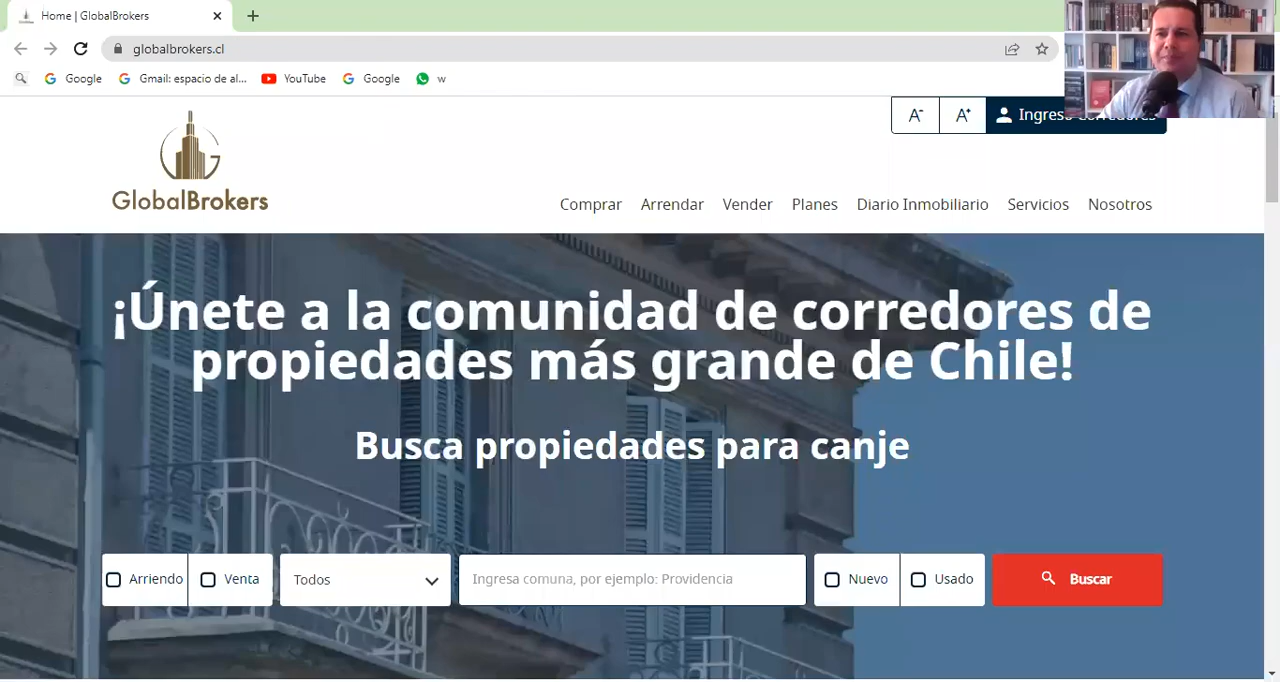 Home | GlobalBrokers
globalbrokers.cl
Google
Gmail: espacio de al...
YouTube
Google
w
A-
A+
Ingreso Corredores
GlobalBrokers
Comprar
Arrendar
Vender
Planes
Diario Inmobiliario
Servicios
Nosotros
¡Únete a la comunidad de corredores de
propiedades más grande de Chile!
Busca propiedades para canje
Arriendo
Venta
Todos
Ingresa comuna, por ejemplo: Providencia
Nuevo
Usado
Buscar